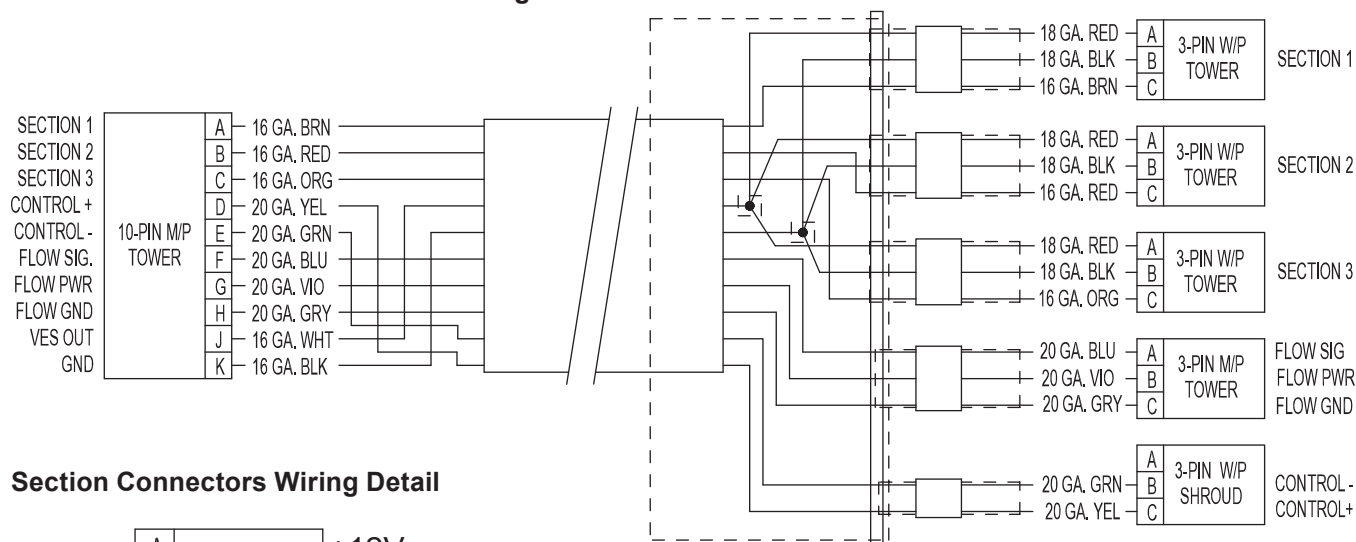 SECTION 1
SECTION 2
SECTION 3
CONTROL +
CONTROL -
FLOW SIG.
FLOW PWR
FLOW GND
VES OUT
GND
10-PIN M/P
TOWER
A 16 GA. BRN
B 16 GA. RED
C 16 GA. ORG
D 20 GA. YEL
E 20 GA. GRN
F 20 GA. BLU
G 20 GA. VIO
H 20 GA. GRY
J 16 GA. WHT
K 16 GA. BLK
18 GA. RED A
18 GA. BLK B
16 GA. BRN C
3-PIN W/P
TOWER
SECTION 1
18 GA. RED A
18 GA. BLK B
16 GA. RED C
3-PIN W/P
TOWER
SECTION 2
18 GA. RED A
18 GA. BLK B
16 GA. ORG C
3-PIN W/P
TOWER
SECTION 3
20 GA. BLU A
20 GA. VIO B
20 GA. GRY C
3-PIN M/P
TOWER
FLOW SIG
FLOW PWR
FLOW GND
A
20 GA. GRN B
20 GA. YEL C
3-PIN W/P
SHROUD
CONTROL -
CONTROL+
Section Connectors Wiring Detail